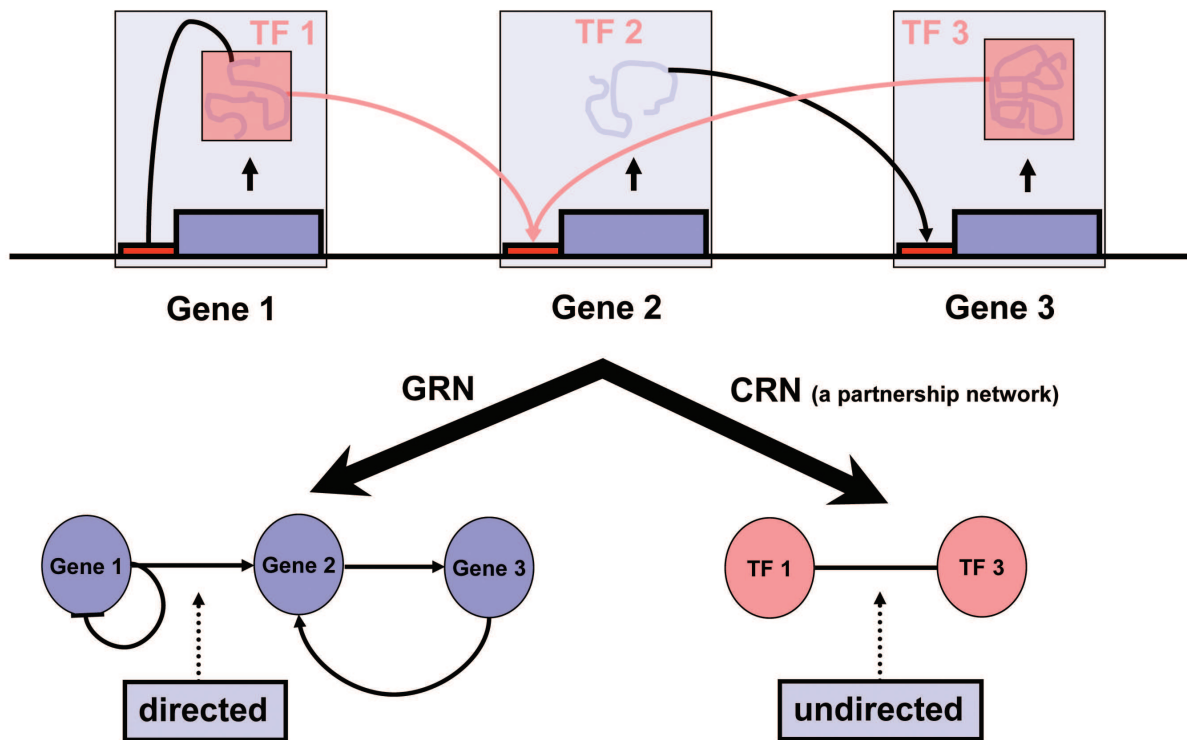 TF 1
TF 2
TF 3
Gene 1
Gene 2
Gene 3
GRN
CRN (a partnership network)
Gene 1
Gene 2
Gene 3
TF 1
TF 3
directed
undirected